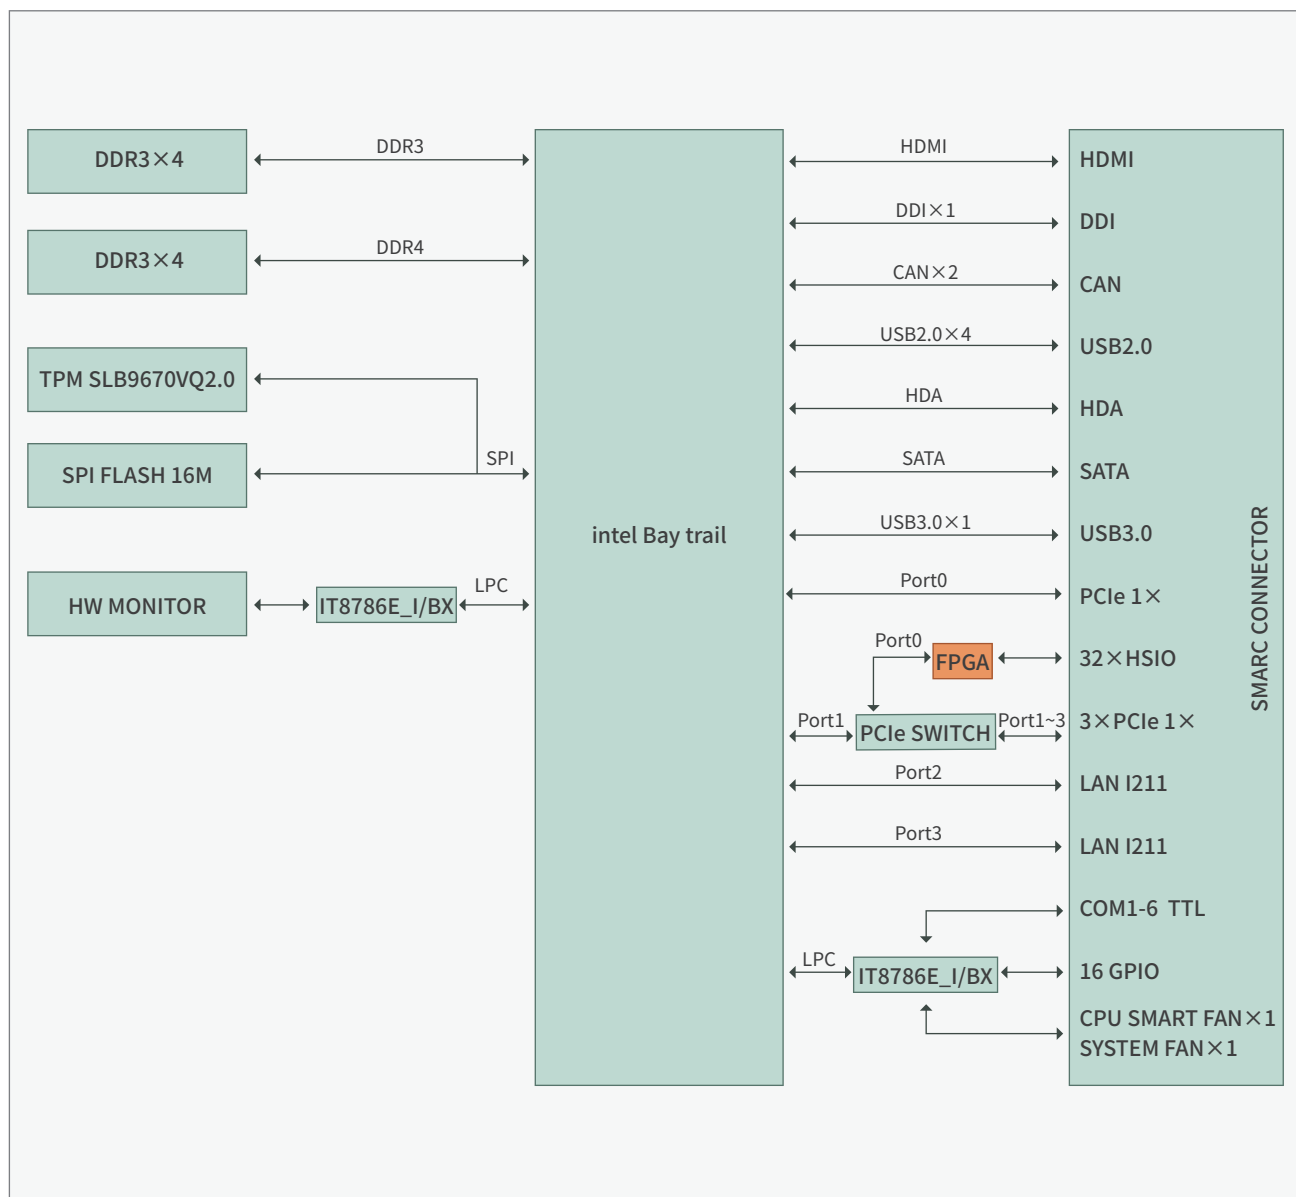 DDR3×4
DDR3
DDR3×4
DDR4
TPM SLB9670VQ2.0
SPI FLASH 16M
SPI
HW MONITOR
IT8786E_I/BX
LPC
intel Bay trail
HDMI
HDMI
DDI×1
DDI
CAN×2
CAN
USB2.0×4
USB2.0
HDA
HDA
SATA
SATA
USB3.0×1
USB3.0
Port0
PCIe 1×
Port0
FPGA
32×HSIO
Port1
PCIe SWITCH
Port1~3
3×PCIe 1×
Port2
LAN I211
Port3
LAN I211
COM1-6 TTL
LPC
IT8786E_I/BX
16 GPIO
CPU SMART FAN×1
SYSTEM FAN×1
SMARC CONNECTOR